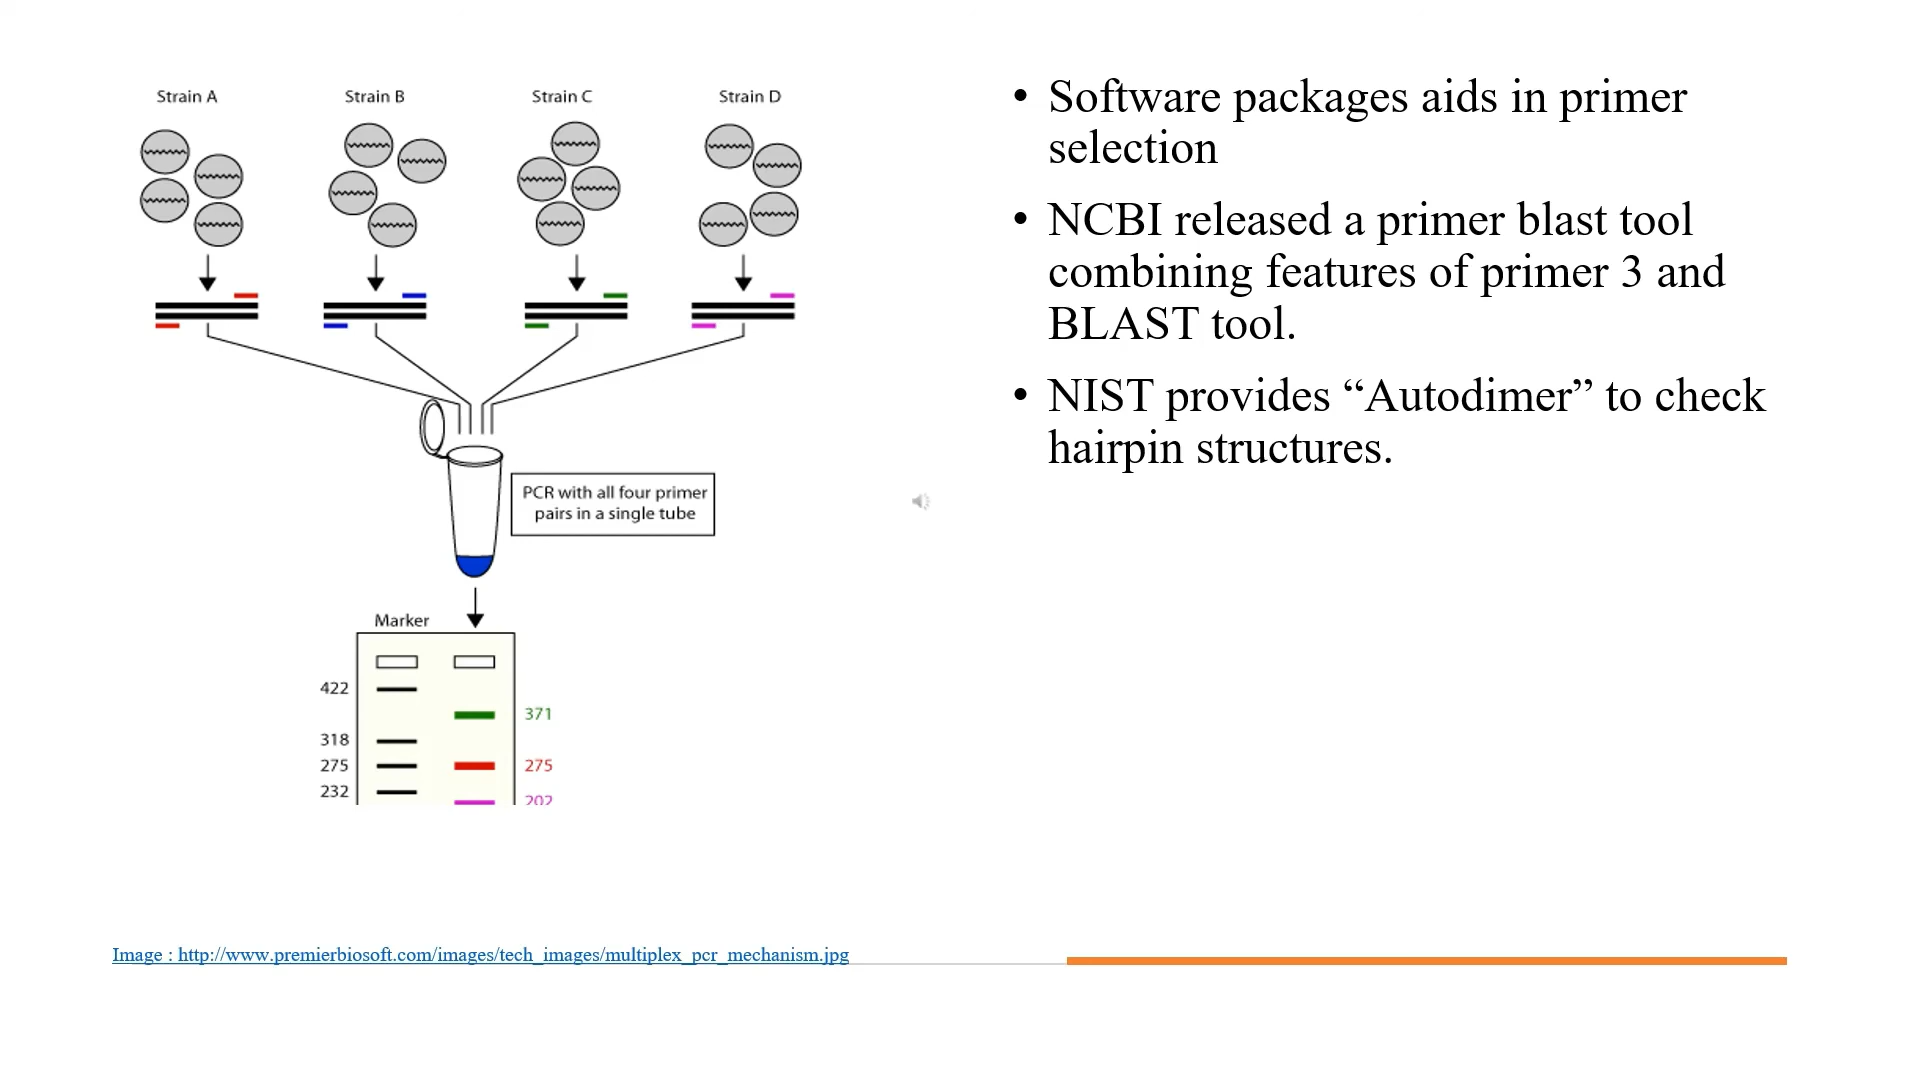 Strain A
Strain B
Strain C
Strain D
PCR with all four primer
pairs in a single tube
Marker
422
371
318
275
275
232
202
• Software packages aids in primer
selection
• NCBI released a primer blast tool
combining features of primer 3 and
BLAST tool.
• NIST provides “Autodimer” to check
hairpin structures.
Image : http://www.premierbiosoft.com/images/tech_images/multiplex_pcr_mechanism.jpg